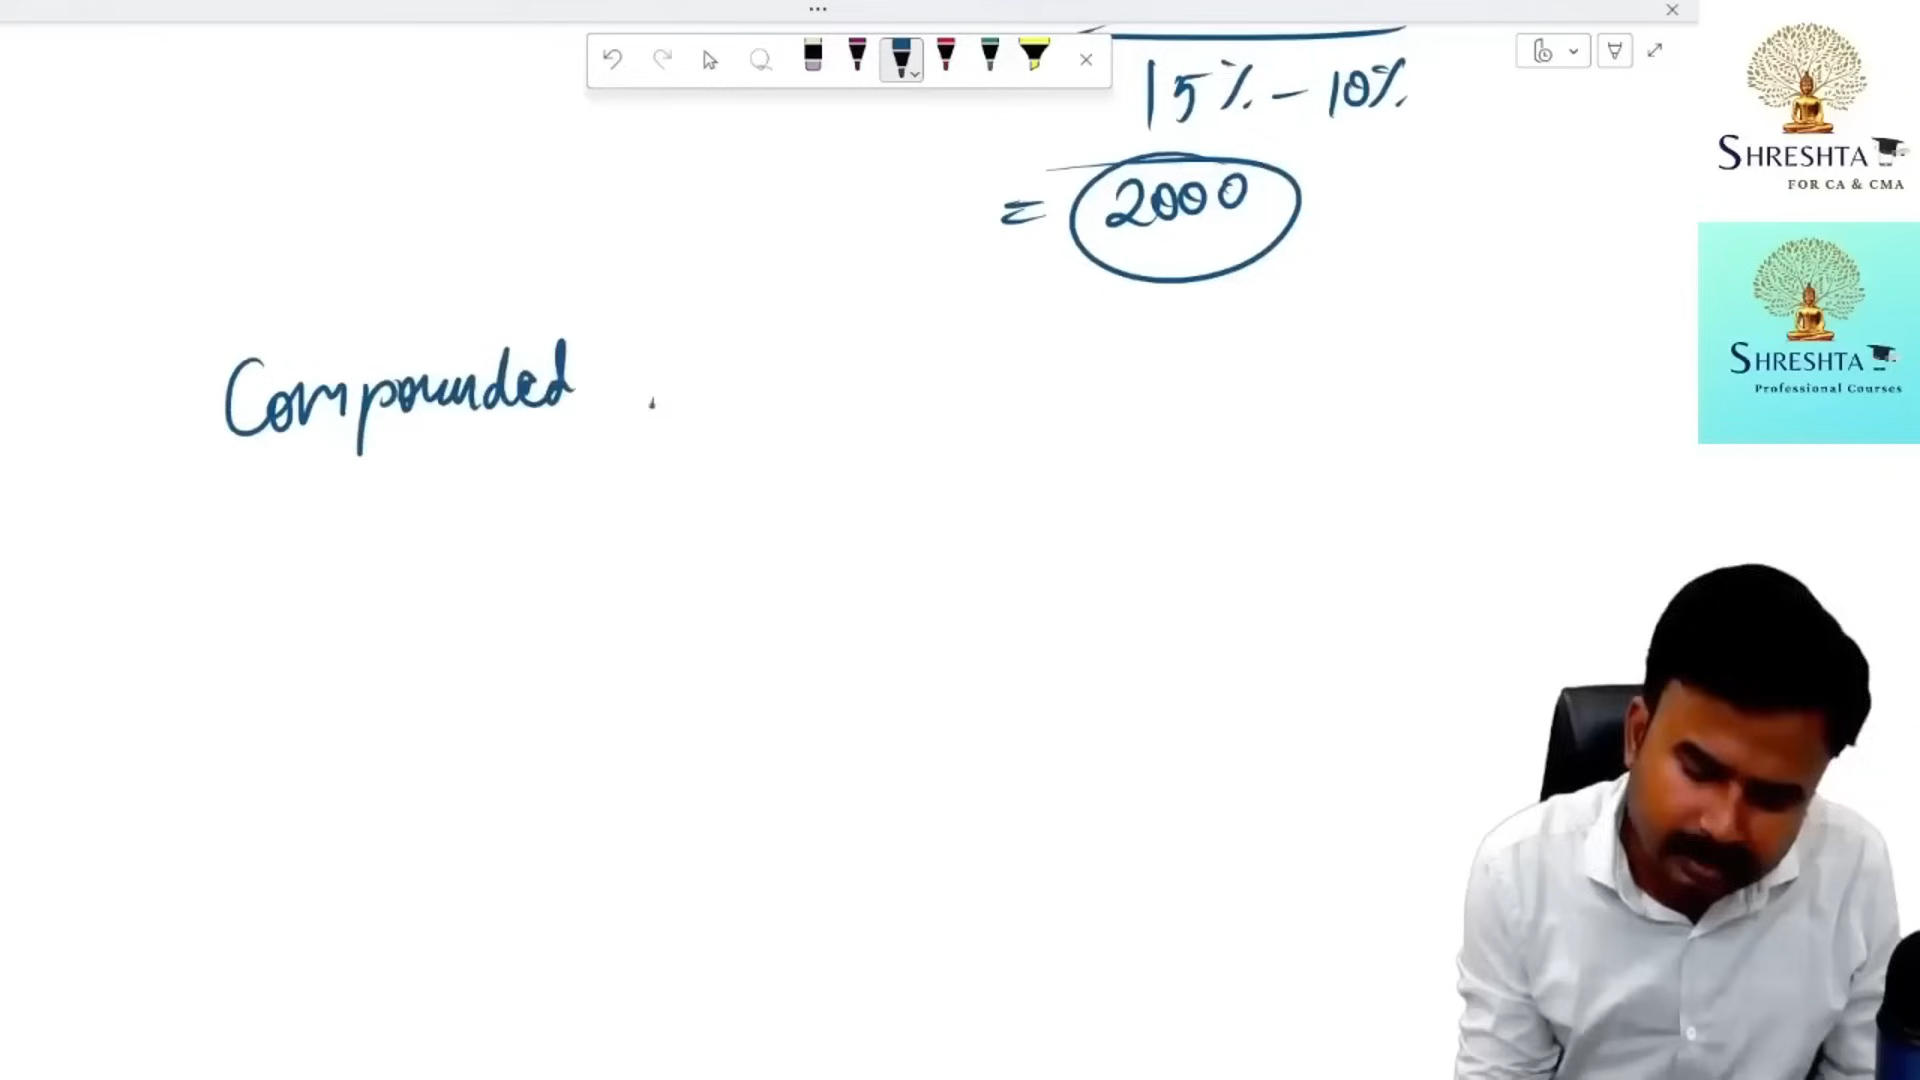 15% - 10%
= 2000
Compounded
SHRESHTA
FOR CA & CMA
SHRESHTA
Professional Courses